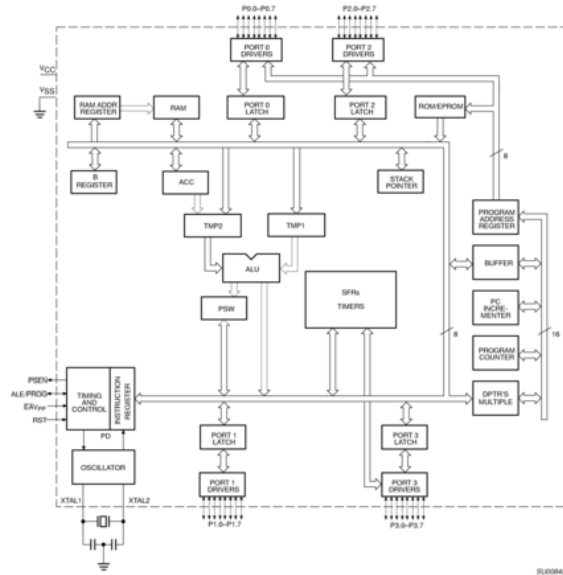 P0.0–P0.7
P2.0–P2.7
PORT 0
DRIVERS
PORT 2
DRIVERS
VCC
VSS
RAM ADDR
REGISTER
RAM
PORT 0
LATCH
PORT 2
LATCH
ROM/EPROM
8
B
REGISTER
ACC
STACK
POINTER
TMP2
TMP1
PROGRAM
ADDRESS
REGISTER
ALU
BUFFER
SFRs
TIMERS
PSW
PC
INCRE-
MENTER
8
16
PROGRAM
COUNTER
PSEN
ALE/PROG
EAVPP
RST
TIMING
AND
CONTROL
INSTRUCTION
REGISTER
DPTR'S
MULTIPLE
PD
PORT 1
LATCH
PORT 3
LATCH
OSCILLATOR
PORT 1
DRIVERS
PORT 3
DRIVERS
XTAL1
XTAL2
P1.0–P1.7
P3.0–P3.7